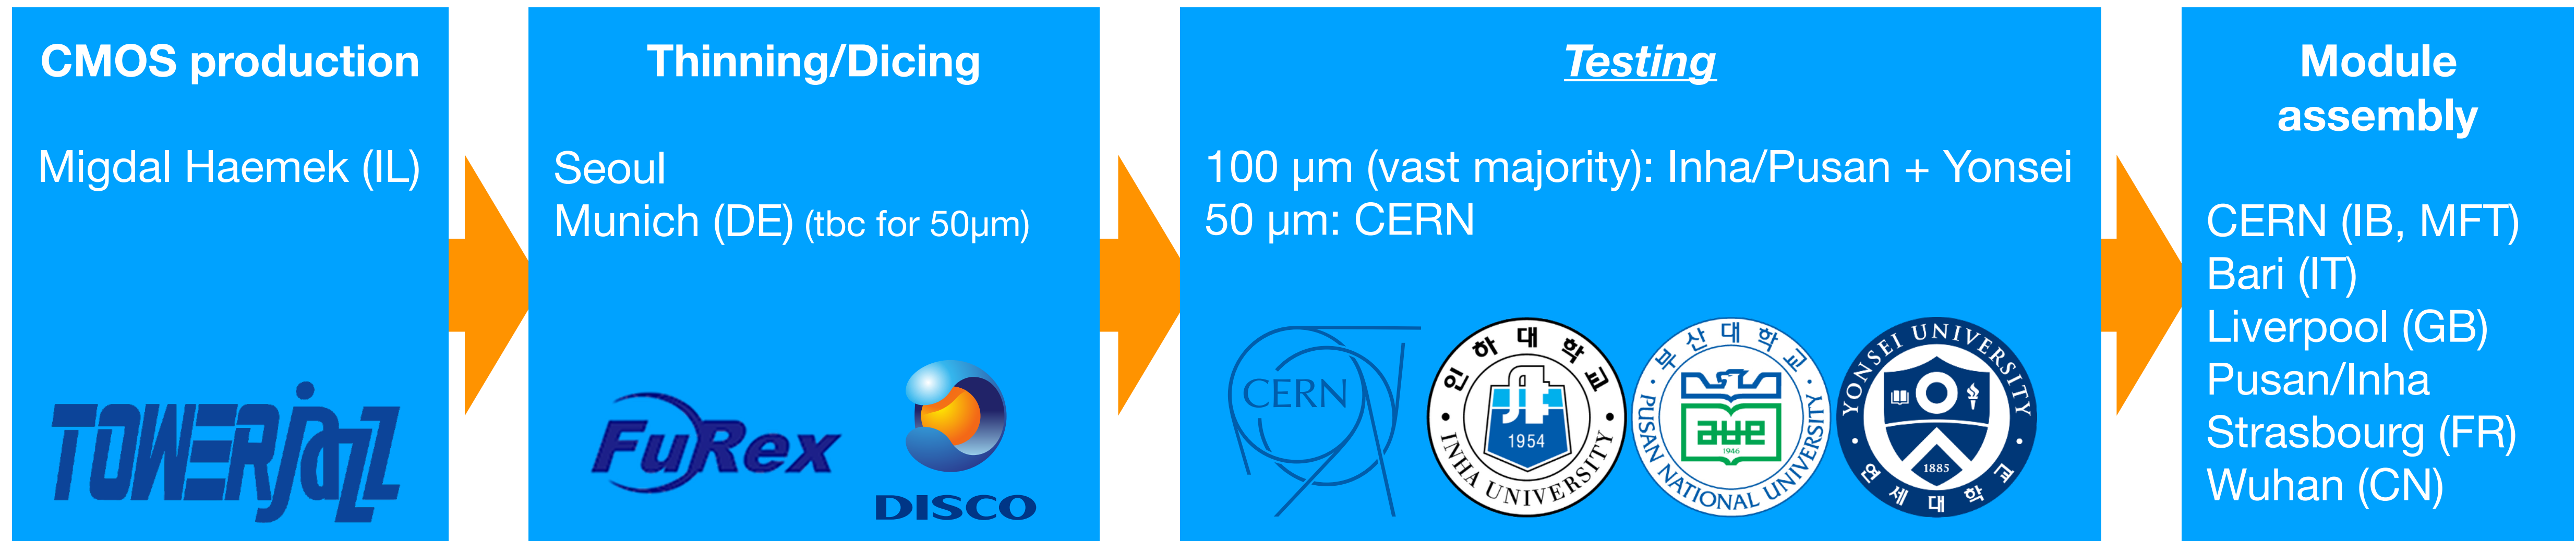 CMOS production
Migdal Haemek (IL)
TOWERjazz
Thinning/Dicing
Seoul
Munich (DE) (tbc for 50µm)
FuRex
DISCO
Testing
100 µm (vast majority): Inha/Pusan + Yonsei
50 µm: CERN
CERN
인하대학교
1954
INHA UNIVERSITY
부산대학교
1946
PUSAN NATIONAL UNIVERSITY
YONSEI UNIVERSITY
1885
연세대학교
Module
assembly
CERN (IB, MFT)
Bari (IT)
Liverpool (GB)
Pusan/Inha
Strasbourg (FR)
Wuhan (CN)